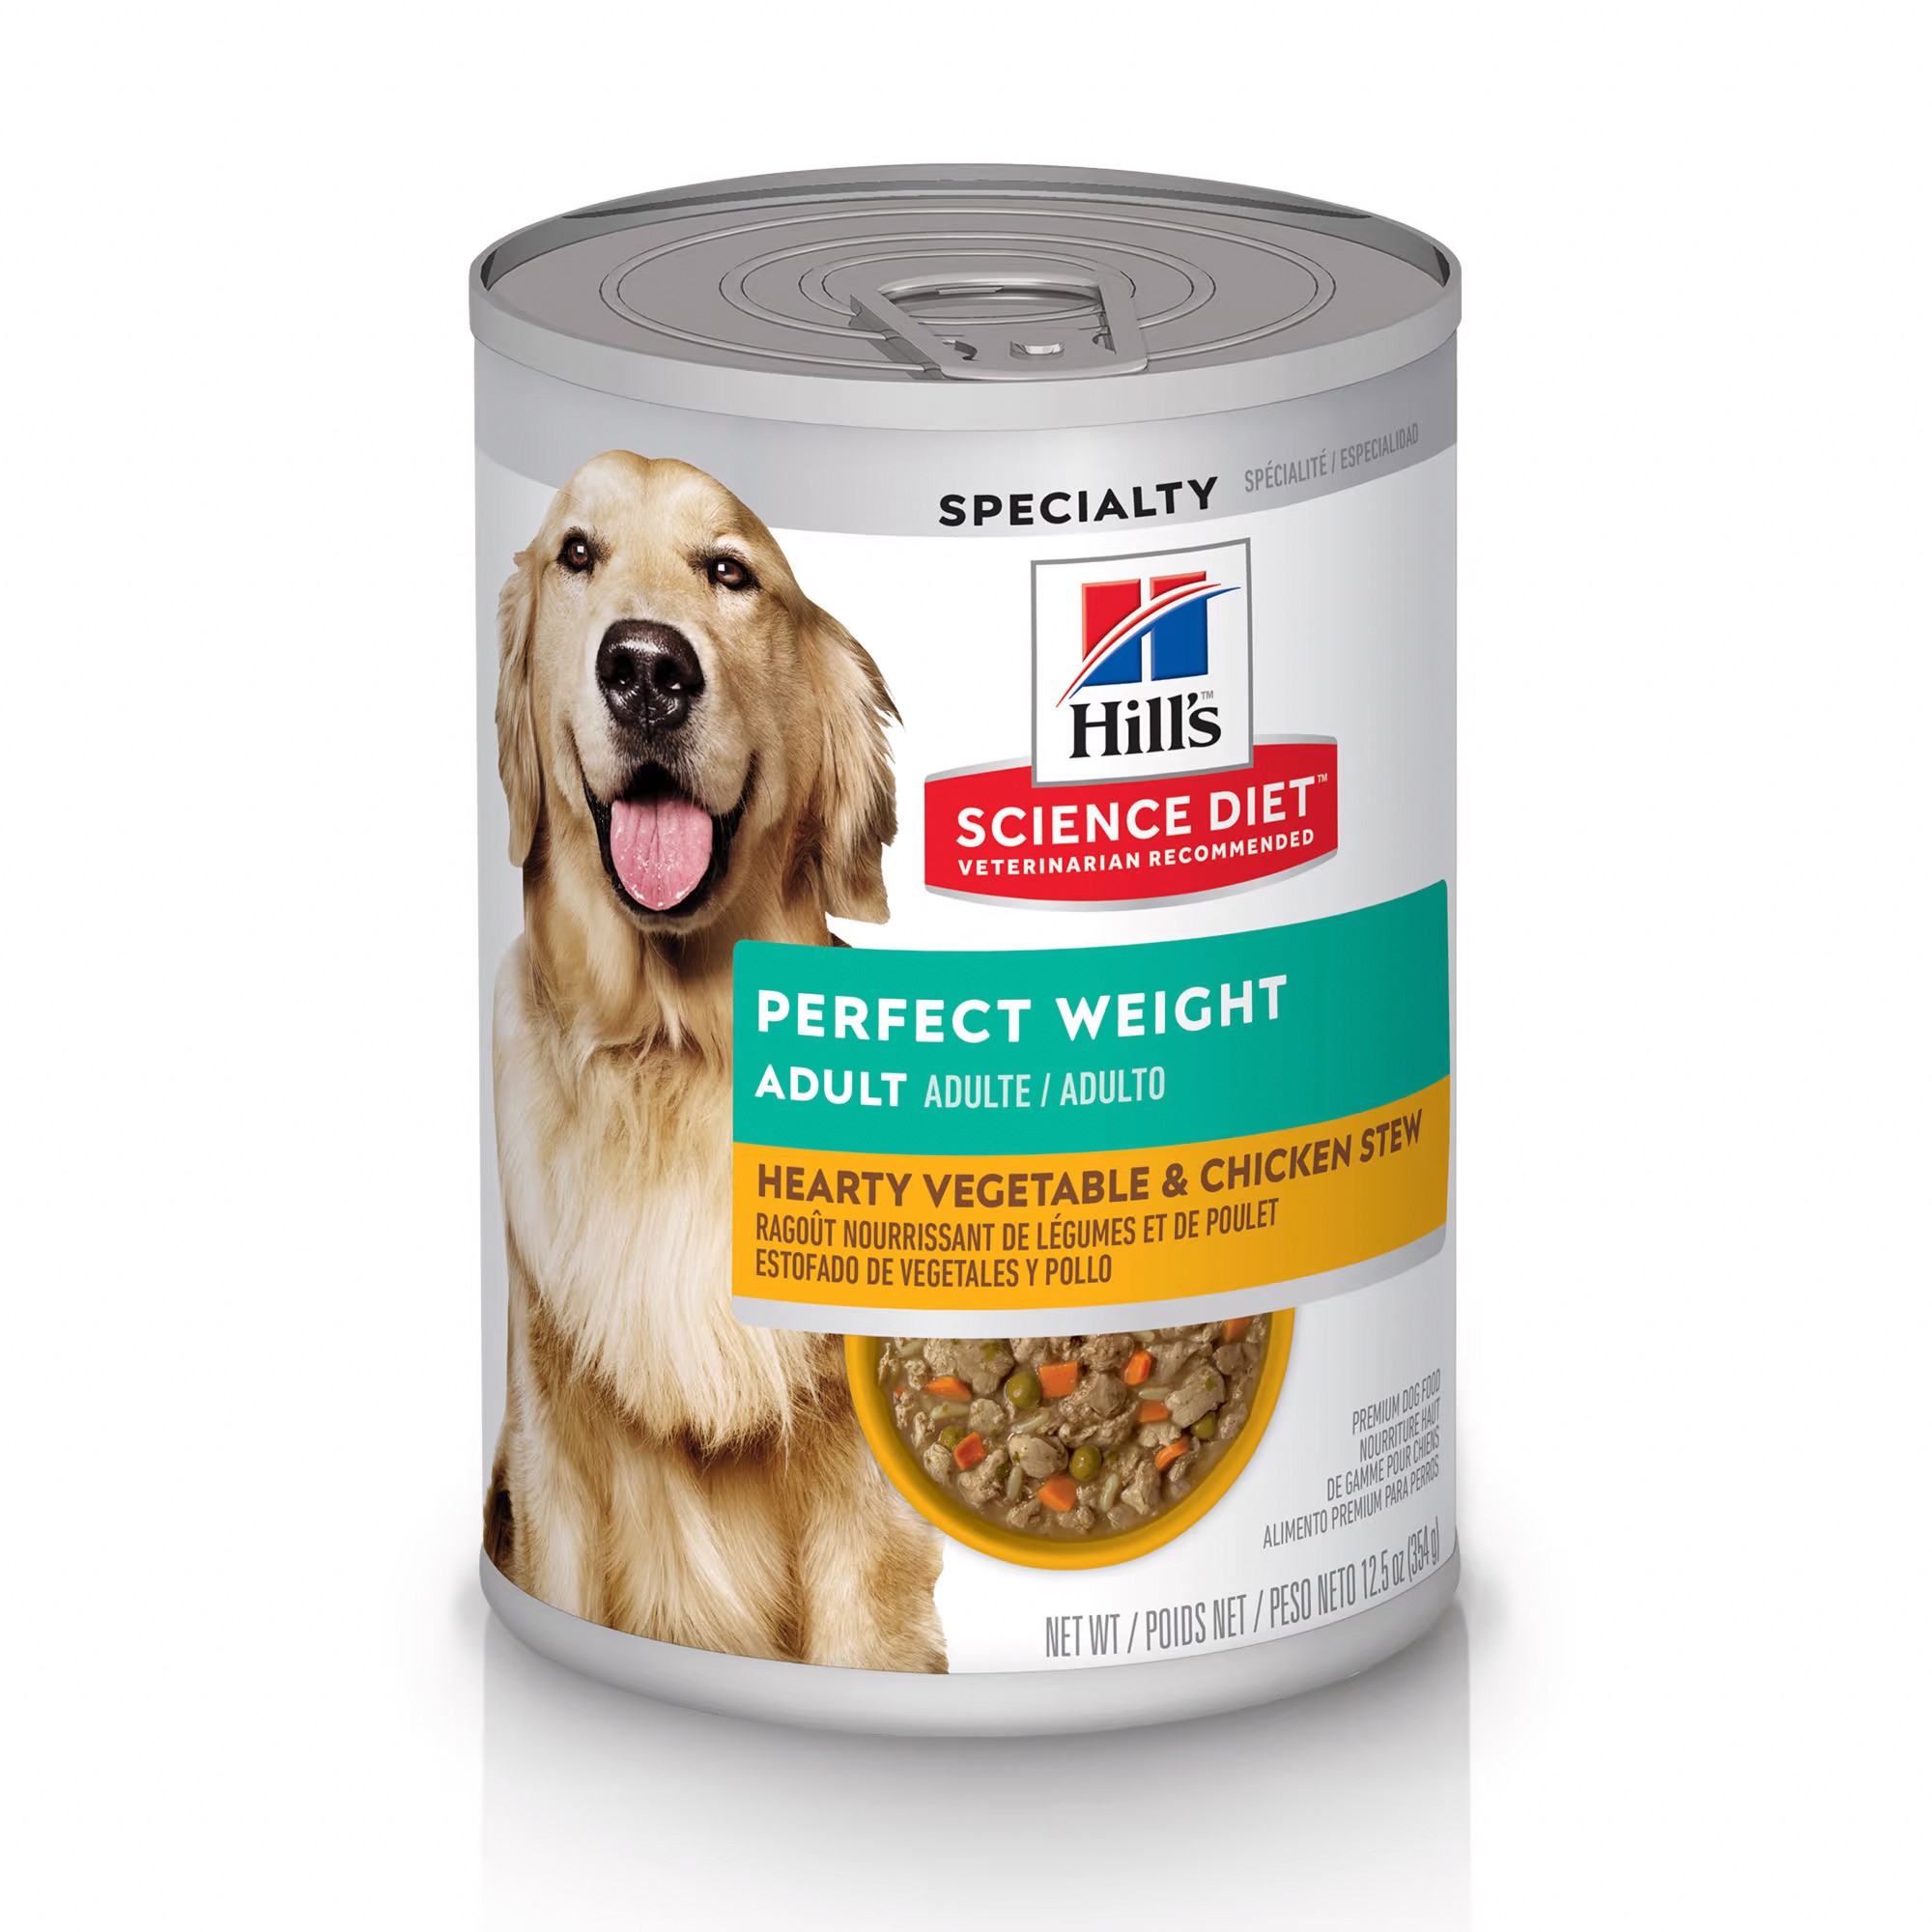 SPECIALTY SPÉCIALITÉ / ESPECIALIDAD
Hill's™
SCIENCE DIET™
VETERINARIAN RECOMMENDED
PERFECT WEIGHT
ADULT ADULTE / ADULTO
HEARTY VEGETABLE & CHICKEN STEW
RAGOÛT NOURRISSANT DE LÉGUMES ET DE POULET
ESTOFADO DE VEGETALES Y POLLO
PREMIUM DOG FOOD
NOURRITURE HAUT
DE GAMME POUR CHIENS
ALIMENTO PREMIUM PARA PERROS
NET WT / POIDS NET / PESO NETO 12.5 oz (354 g)